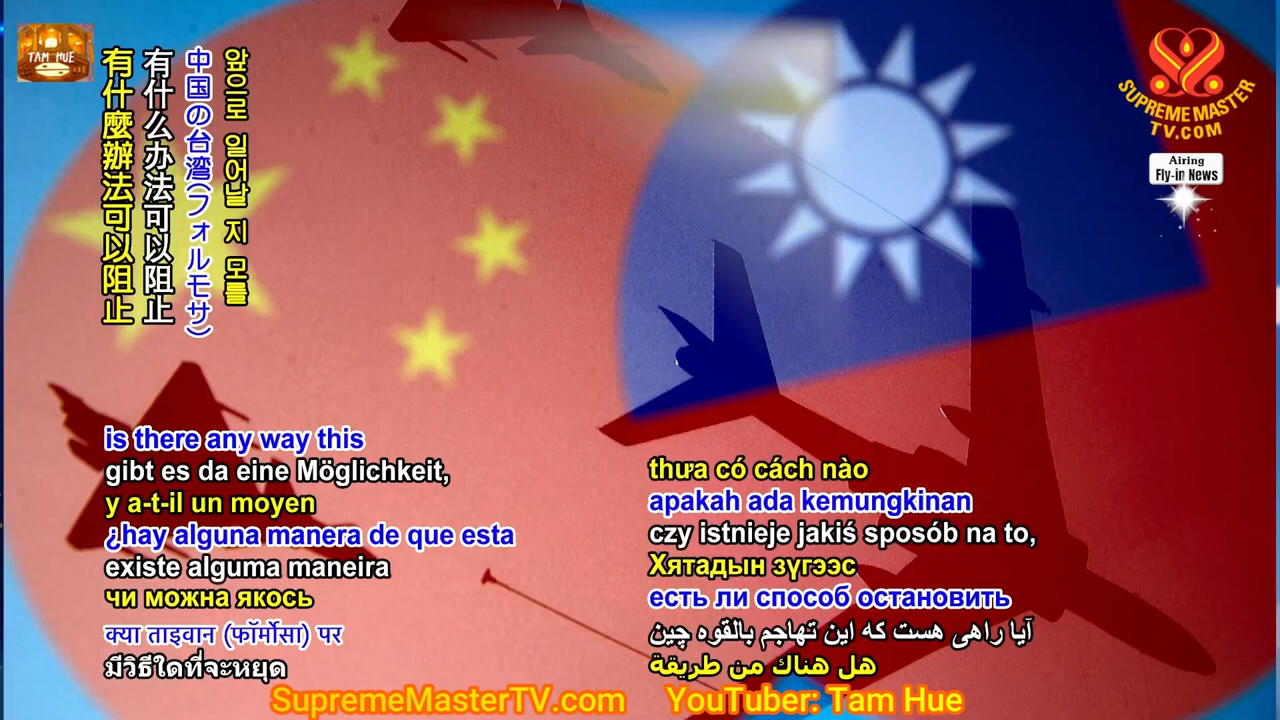 TAM HUE
有什麼辦法可以阻止
有什么办法可以阻止
中国の台湾(フォルモサ)
앞으로 일어날 지 모를
SUPREME MASTER
TV.COM
Airing
Fly-in News
is there any way this
gibt es da eine Möglichkeit,
y a-t-il un moyen
¿hay alguna manera de que esta
existe alguma maneira
чи можна якось
क्या ताइवान (फॉर्मोसा) पर
มีวิธีใดที่จะหยุด
thưa có cách nào
apakah ada kemungkinan
czy istnieje jakiś sposób na to,
Хятадын зүгээс
есть ли способ остановить
آیا راهی هست که این تهاجم بالقوه چین
هل هناك من طريقة
SupremeMasterTV.com YouTuber: Tam Hue